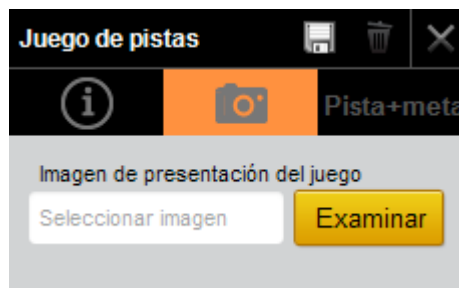 Juego de pistas
Pista+meta
Imagen de presentación del juego
Seleccionar imagen
Examinar